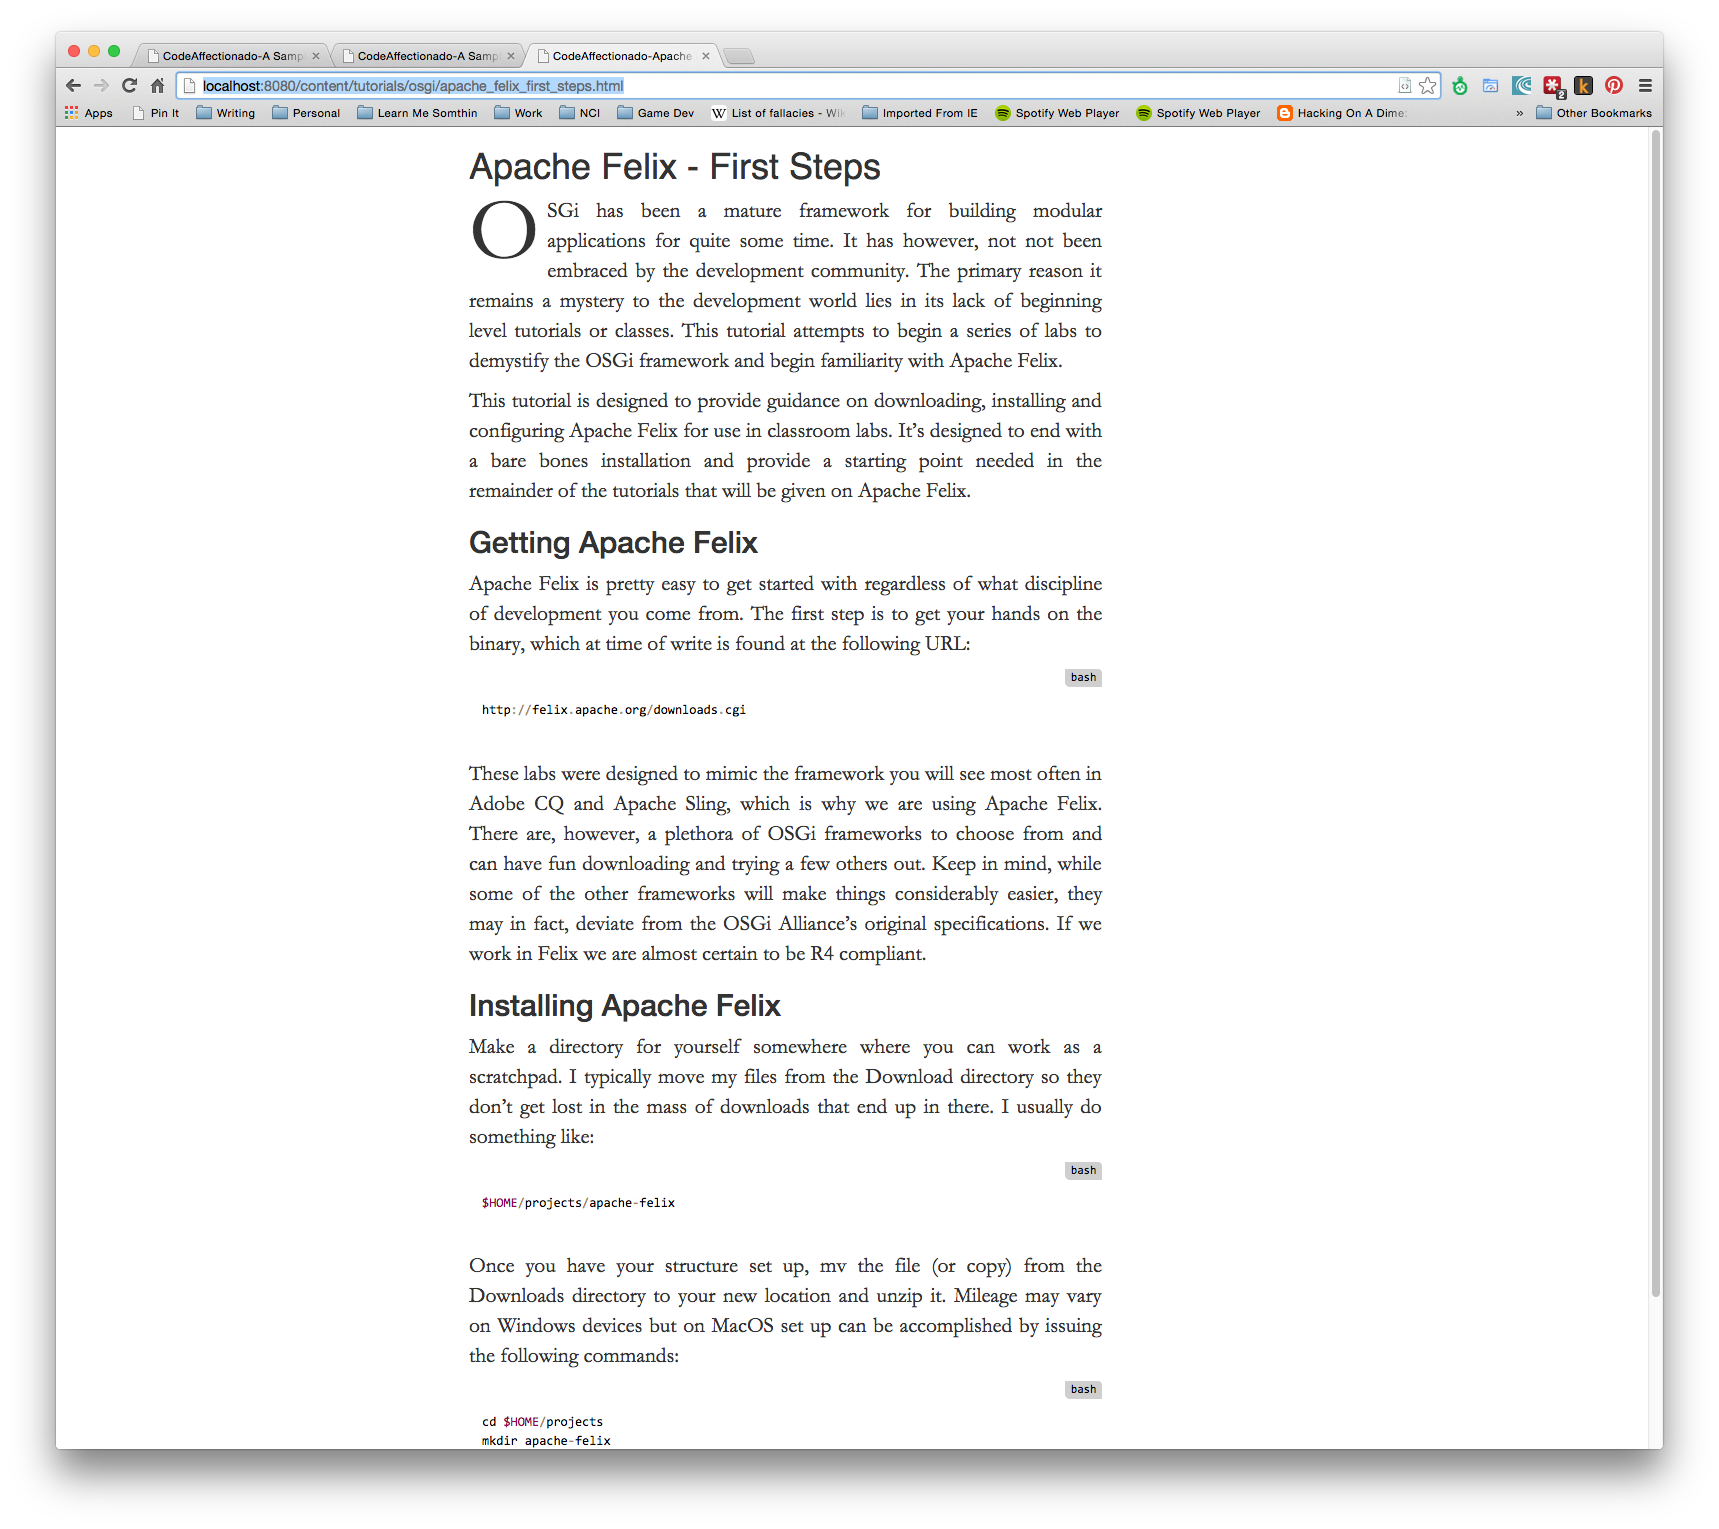 CodeAffectionado-A Samp
CodeAffectionado-A Samp
CodeAffectionado-Apache
localhost:8080/content/tutorials/osgi/apache_felix_first_steps.html
2
k
Apps
Pin It
Writing
Personal
Learn Me Somthin
Work
NCI
Game Dev
W List of fallacies - Wik
Imported From IE
Spotify Web Player
Spotify Web Player
Hacking On A Dime:
»
Other Bookmarks
Apache Felix - First Steps
OSGi has been a mature framework for building modular
applications for quite some time. It has however, not not been
embraced by the development community. The primary reason it
remains a mystery to the development world lies in its lack of beginning
level tutorials or classes. This tutorial attempts to begin a series of labs to
demystify the OSGi framework and begin familiarity with Apache Felix.
This tutorial is designed to provide guidance on downloading, installing and
configuring Apache Felix for use in classroom labs. It’s designed to end with
a bare bones installation and provide a starting point needed in the
remainder of the tutorials that will be given on Apache Felix.
Getting Apache Felix
Apache Felix is pretty easy to get started with regardless of what discipline
of development you come from. The first step is to get your hands on the
binary, which at time of write is found at the following URL:
bash
http://felix.apache.org/downloads.cgi
These labs were designed to mimic the framework you will see most often in
Adobe CQ and Apache Sling, which is why we are using Apache Felix.
There are, however, a plethora of OSGi frameworks to choose from and
can have fun downloading and trying a few others out. Keep in mind, while
some of the other frameworks will make things considerably easier, they
may in fact, deviate from the OSGi Alliance’s original specifications. If we
work in Felix we are almost certain to be R4 compliant.
Installing Apache Felix
Make a directory for yourself somewhere where you can work as a
scratchpad. I typically move my files from the Download directory so they
don’t get lost in the mass of downloads that end up in there. I usually do
something like:
bash
$HOME/projects/apache-felix
Once you have your structure set up, mv the file (or copy) from the
Downloads directory to your new location and unzip it. Mileage may vary
on Windows devices but on MacOS set up can be accomplished by issuing
the following commands:
bash
cd $HOME/projects
mkdir apache-felix